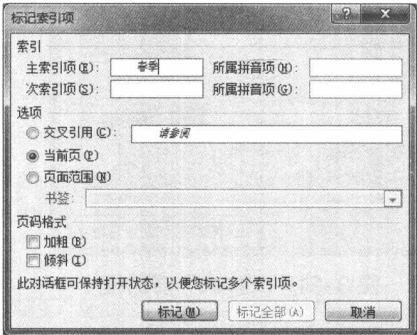 标记索引项
索引
主索引项(E): 春季 所属拼音项(H):
次索引项(S): 所属拼音项(G):
选项
交叉引用(C): 请参阅
当前页(P)
页面范围(N)
书签:
页码格式
加粗(B)
倾斜(I)
此对话框可保持打开状态，以便您标记多个索引项。
标记(M) 标记全部(A) 取消